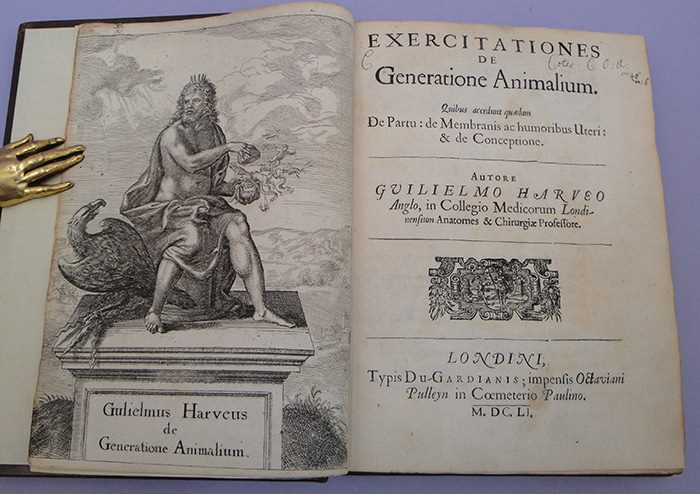 Gulielmus Harveus
de
Generatione Animalium.
EXERCITATIONES
DE
Generatione Animalium.
Quibus accedunt quædam
De Partu: de Membranis ac humoribus Uteri:
& de Conceptione.
AUTORE
GVILIELMO HARVEO
Anglo, in Collegio Medicorum Londi-
nensium Anatomes & Chirurgiæ Professore.
LONDINI,
Typis DU-GARDIANIS; impensis Octaviani
Pulleyn in Cœmeterio Paulino.
M. DC. LI.